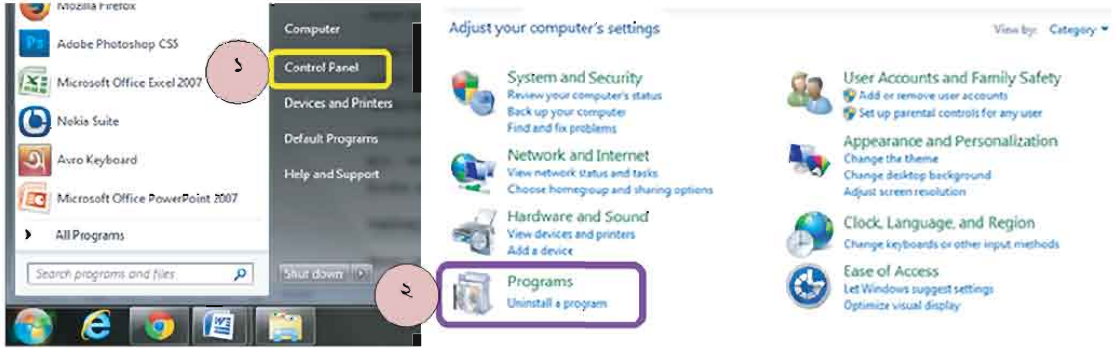 Mozilla Firefox
Adobe Photoshop CS5
Microsoft Office Excel 2007
Nokia Suite
Avro Keyboard
Microsoft Office PowerPoint 2007
All Programs
Search programs and files
Computer
১
Control Panel
Devices and Printers
Default Programs
Help and Support
Shut down
Adjust your computer's settings
View by: Category
System and Security
Review your computer's status
Back up your computer
Find and fix problems
Network and Internet
View network status and tasks
Choose homegroup and sharing options
Hardware and Sound
View devices and printers
Add a device
২
Programs
Uninstall a program
User Accounts and Family Safety
Add or remove user accounts
Set up parental controls for any user
Appearance and Personalization
Change the theme
Change desktop background
Adjust screen resolution
Clock, Language, and Region
Change keyboards or other input methods
Ease of Access
Let Windows suggest settings
Optimize visual display